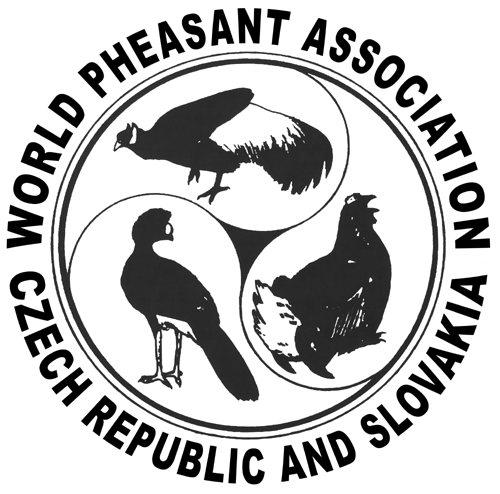 WORLD PHEASANT ASSOCIATION
CZECH REPUBLIC AND SLOVAKIA